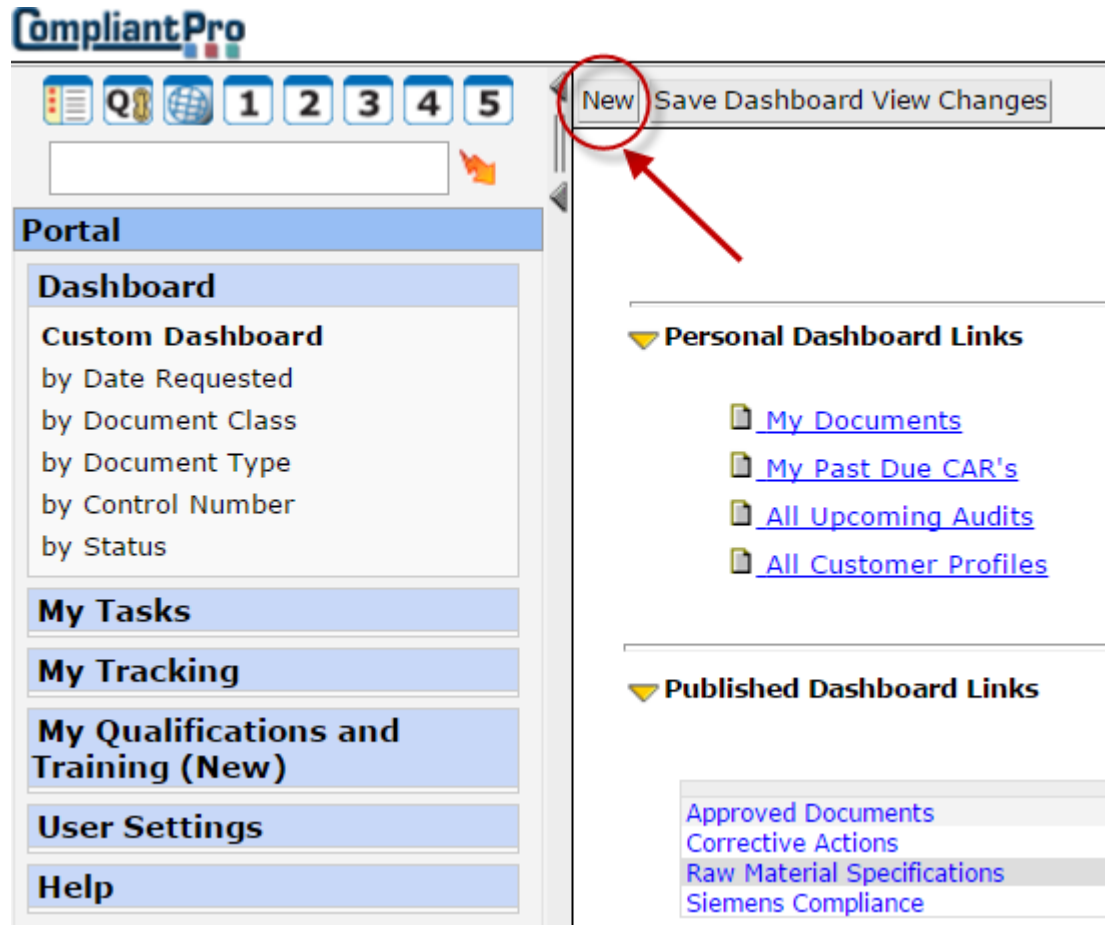 CompliantPro
Q 1 2 3 4 5
New Save Dashboard View Changes
Portal
Dashboard
Custom Dashboard
by Date Requested
by Document Class
by Document Type
by Control Number
by Status
My Tasks
My Tracking
My Qualifications and
Training (New)
User Settings
Help
Personal Dashboard Links
My Documents
My Past Due CAR's
All Upcoming Audits
All Customer Profiles
Published Dashboard Links
Approved Documents
Corrective Actions
Raw Material Specifications
Siemens Compliance